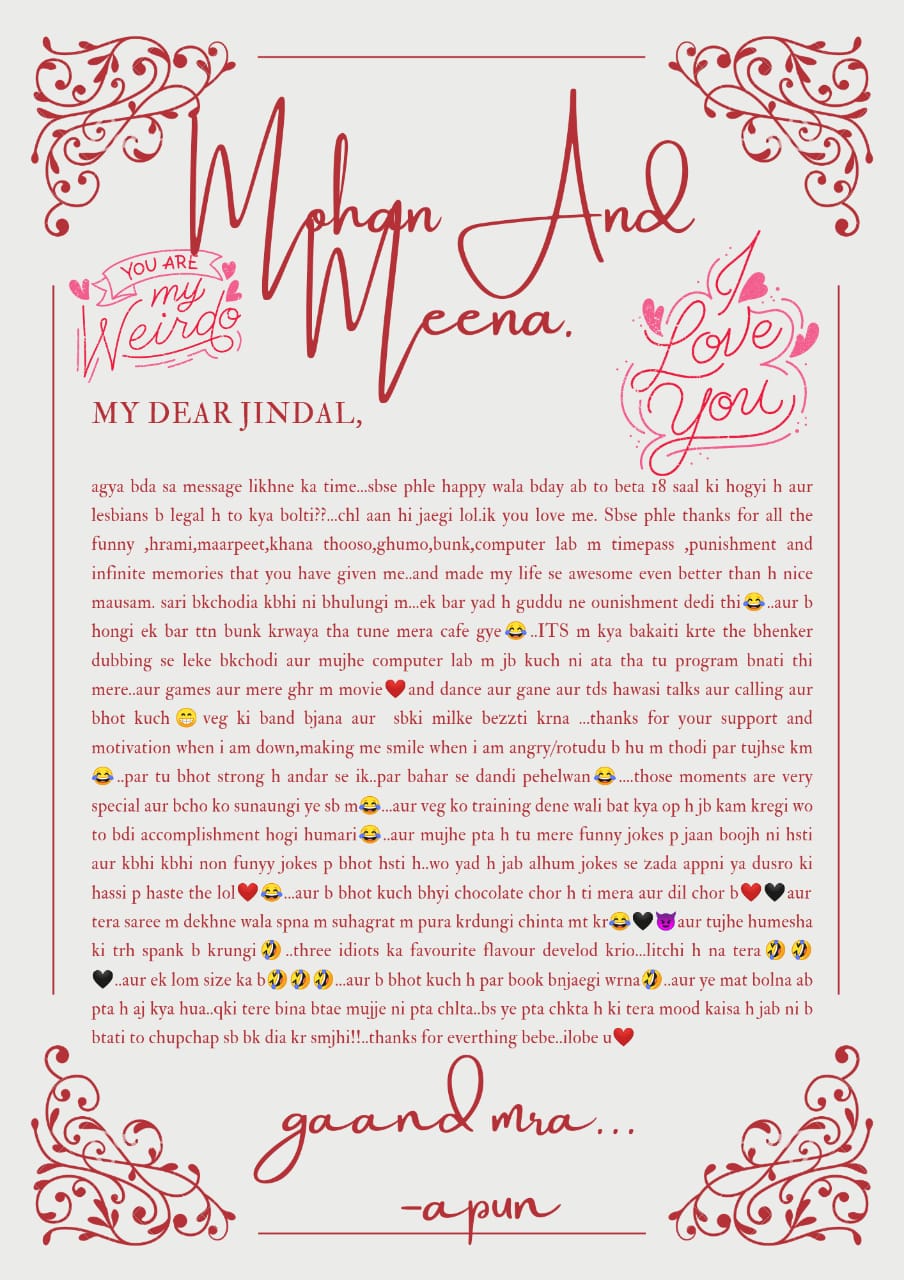 Mohan And
Meena.
YOU ARE
my
Weirdo
I
Love
You
MY DEAR JINDAL,
agya bda sa message likhne ka time...sbse phle happy wala bday ab to beta 18 saal ki hogyi h aur
lesbians b legal h to kya bolti??...chl aan hi jaegi lol.ik you love me. Sbse phle thanks for all the
funny ,hrami,maarpeet,khana thooso,ghumo,bunk,computer lab m timepass ,punishment and
infinite memories that you have given me..and made my life se awesome even better than h nice
mausam. sari bkchodia kbhi ni bhulungi m...ek bar yad h guddu ne ounishment dedi thi😂..aur b
hongi ek bar ttn bunk krwaya tha tune mera cafe gye😂..ITS m kya bakaiti krte the bhenker
dubbing se leke bkchodi aur mujhe computer lab m jb kuch ni ata tha tu program bnati thi
mere..aur games aur mere ghr m movie❤️and dance aur gane aur tds hawasi talks aur calling aur
bhot kuch😁veg ki band bjana aur sbki milke bezzti krna ...thanks for your support and
motivation when i am down,making me smile when i am angry/rotudu b hu m thodi par tujhse km
😂..par tu bhot strong h andar se ik..par bahar se dandi pehelwan😂....those moments are very
special aur bcho ko sunaungi ye sb m😂...aur veg ko training dene wali bat kya op h jb kam kregi wo
to bdi accomplishment hogi humari😂..aur mujhe pta h tu mere funny jokes p jaan boojh ni hsti
aur kbhi kbhi non funyy jokes p bhot hsti h..wo yad h jab alhum jokes se zada appni ya dusro ki
hassi p haste the lol❤️😂...aur b bhot kuch bhyi chocolate chor h ti mera aur dil chor b❤️🖤aur
tera saree m dekhne wala spna m suhagrat m pura krdungi chinta mt kr😂🖤😈aur tujhe humesha
ki trh spank b krungi🤣..three idiots ka favourite flavour develod krio...litchi h na tera🤣🤣
🖤..aur ek lom size ka b🤣🤣🤣...aur b bhot kuch h par book bnjaegi wrna🤣..aur ye mat bolna ab
pta h aj kya hua..qki tere bina btae mujje ni pta chlta..bs ye pta chkta h ki tera mood kaisa h jab ni b
btati to chupchap sb bk dia kr smjhi!!..thanks for everthing bebe..ilobe u❤️
gaand mra...
-apun